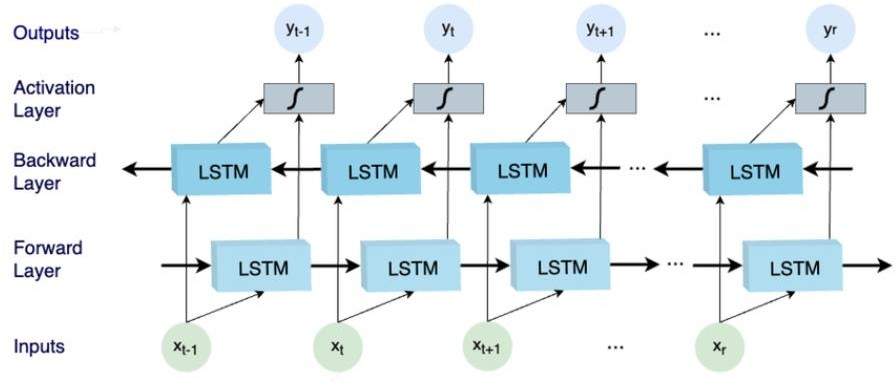 Outputs y_{t-1} y_t y_{t+1} ... y_r
Activation
Layer
∫ ∫ ∫ ... ∫
Backward
Layer
LSTM LSTM LSTM ... LSTM
Forward
Layer
LSTM LSTM LSTM ... LSTM
Inputs x_{t-1} x_t x_{t+1} ... x_r